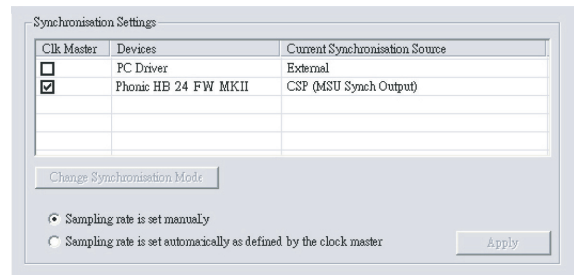 Synchronisation Settings
Clk Master Devices Current Synchronisation Source
PC Driver External
Phonic HB 24 FW MKII CSP (MSU Synch Output)
Change Synchronisation Mode
Sampling rate is set manually
Sampling rate is set automaically as defined by the clock master
Apply